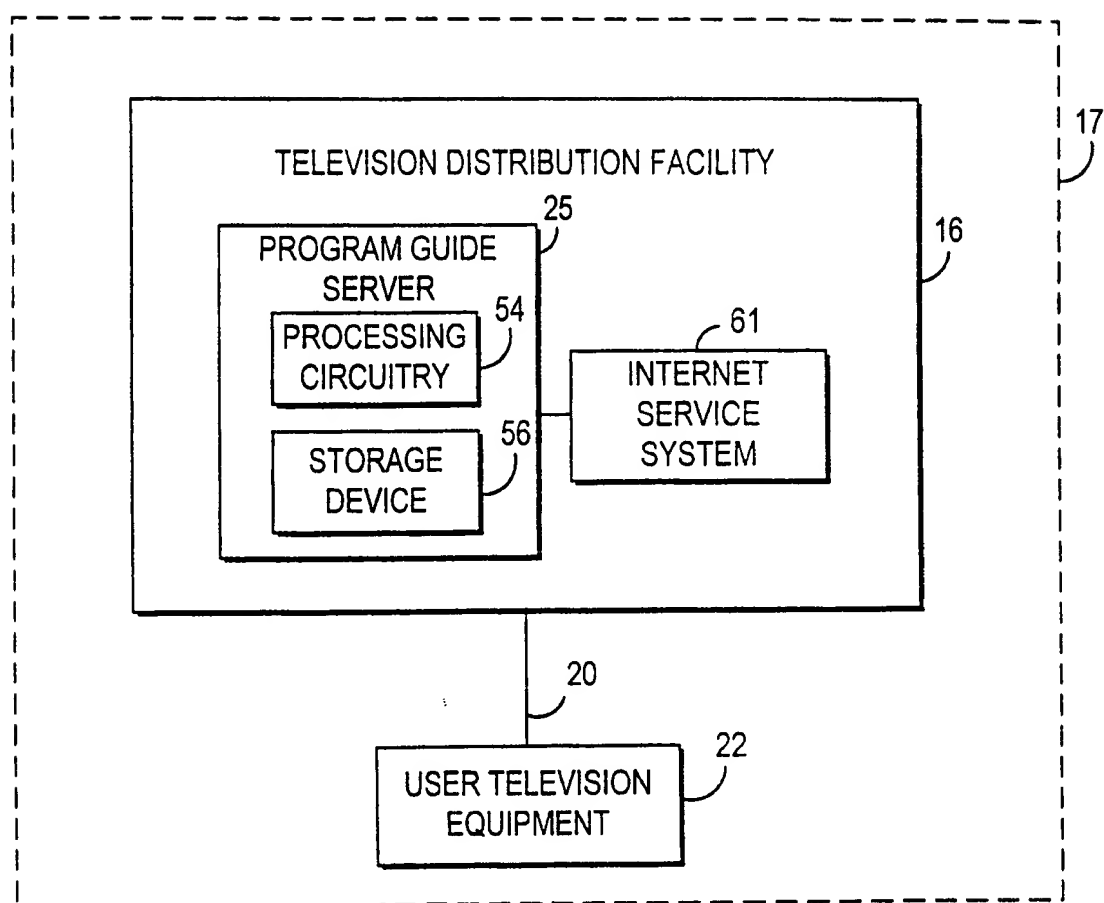 17
TELEVISION DISTRIBUTION FACILITY
16
25
PROGRAM GUIDE
SERVER
54
PROCESSING
CIRCUITRY
61
INTERNET
SERVICE
SYSTEM
56
STORAGE
DEVICE
20
22
USER TELEVISION
EQUIPMENT